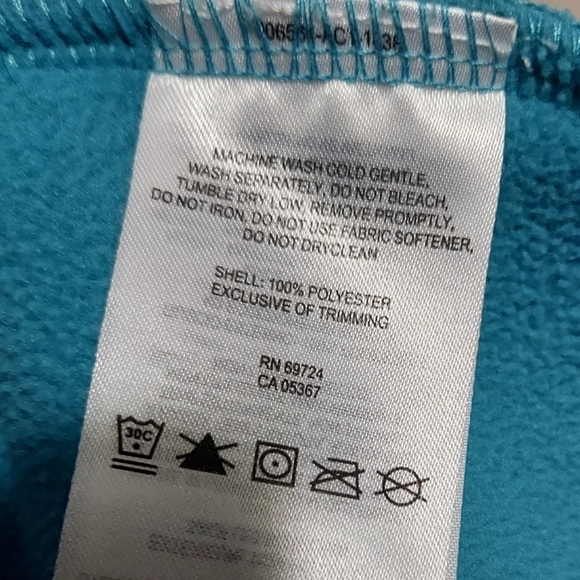 MACHINE WASH COLD GENTLE,
WASH SEPARATELY, DO NOT BLEACH,
TUMBLE DRY LOW, REMOVE PROMPTLY,
DO NOT IRON, DO NOT USE FABRIC SOFTENER,
DO NOT DRYCLEAN
SHELL: 100% POLYESTER
EXCLUSIVE OF TRIMMING
RN 69724
CA 05367
30C